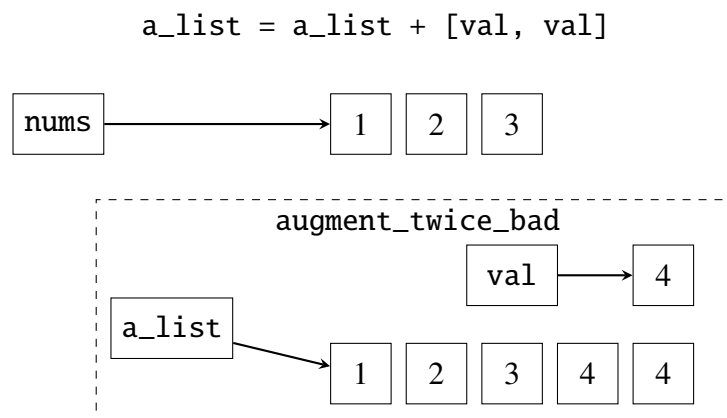 a_list = a_list + [val, val]
nums 1 2 3
augment_twice_bad
val 4
a_list
1 2 3 4 4